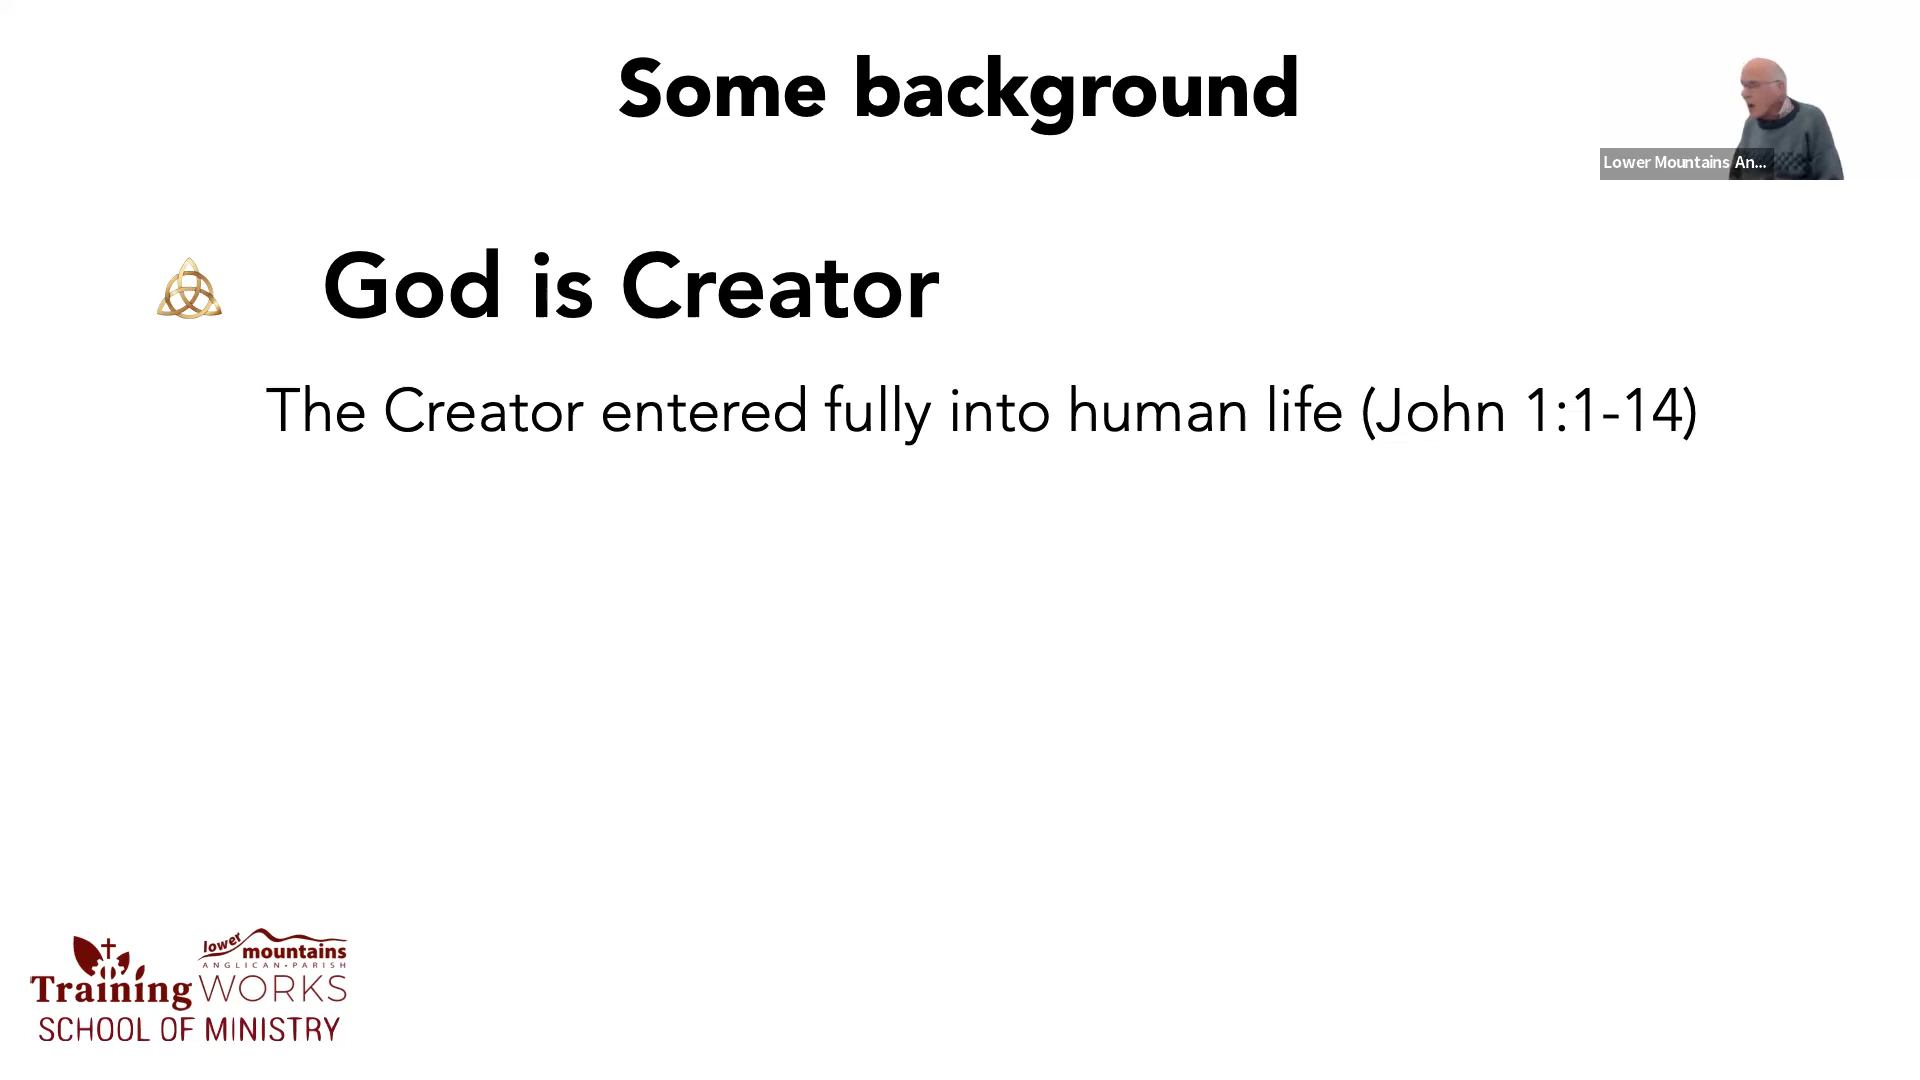 Some background
Lower Mountains An...
God is Creator
The Creator entered fully into human life (John 1:1-14)
lower mountains
ANGLICAN•PARISH
Training WORKS
SCHOOL OF MINISTRY